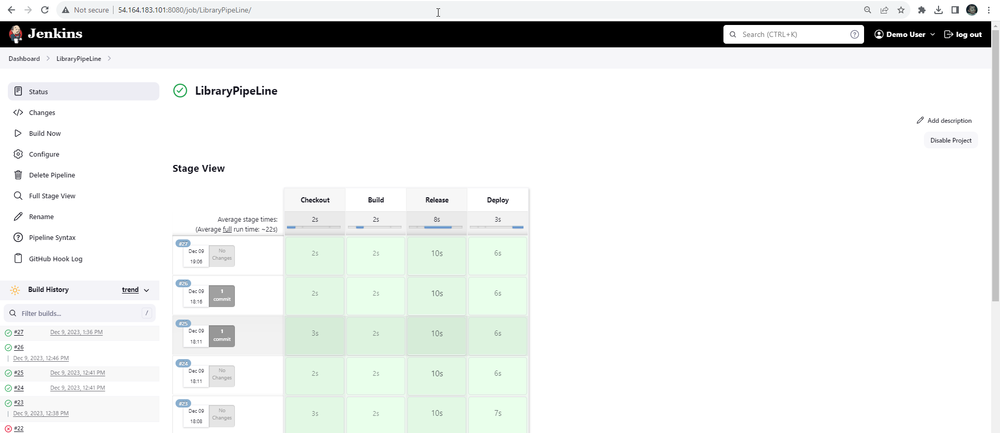 Not secure
54.164.183.101:8080/job/LibraryPipeLine/
Jenkins
Search (CTRL+K)
Demo User
log out
Dashboard
LibraryPipeLine
Status
Changes
Build Now
Configure
Delete Pipeline
Full Stage View
Rename
Pipeline Syntax
GitHub Hook Log
Build History
trend
Filter builds...
/
#27
Dec 9, 2023, 1:36 PM
#26
Dec 9, 2023, 12:46 PM
#25
Dec 9, 2023, 12:41 PM
#24
Dec 9, 2023, 12:41 PM
#23
Dec 9, 2023, 12:38 PM
#22
LibraryPipeLine
Add description
Disable Project
Stage View
Checkout Build Release Deploy
Average stage times:
(Average full run time: ~22s)
2s 2s 8s 3s
#27
Dec 09
19:06
No
Changes
2s 2s 10s 6s
#26
Dec 09
18:16
1
commit
2s 2s 10s 6s
#25
Dec 09
18:11
1
commit
3s 2s 10s 6s
#24
Dec 09
18:11
No
Changes
2s 2s 10s 6s
#23
Dec 09
18:08
No
Changes
3s 2s 10s 7s